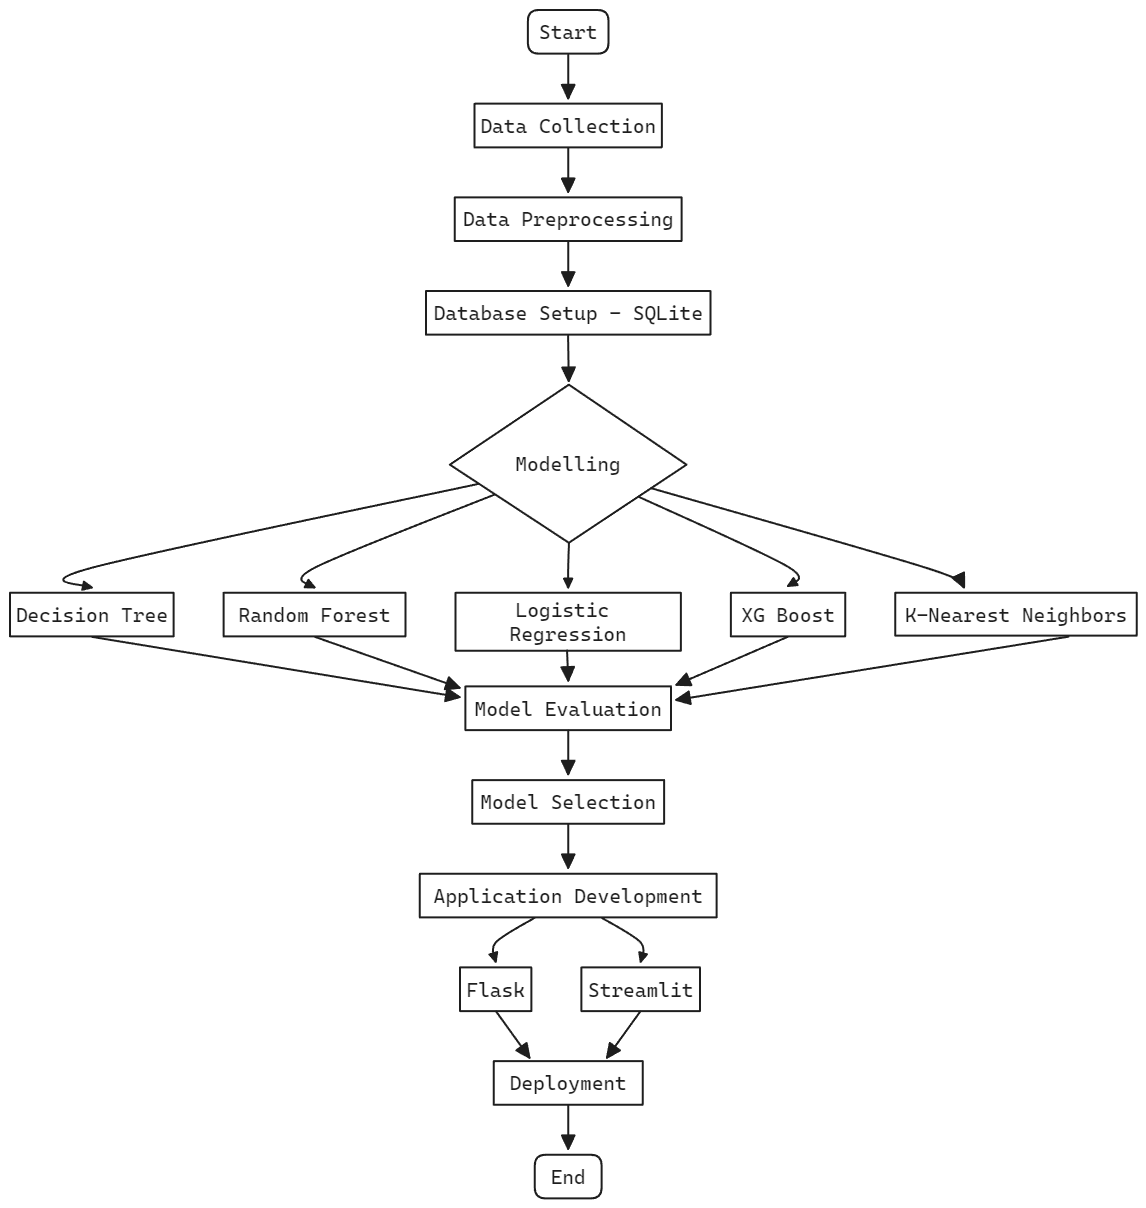 Start
Data Collection
Data Preprocessing
Database Setup - SQLite
Modelling
Decision Tree
Random Forest
Logistic
Regression
XG Boost
K-Nearest Neighbors
Model Evaluation
Model Selection
Application Development
Flask
Streamlit
Deployment
End